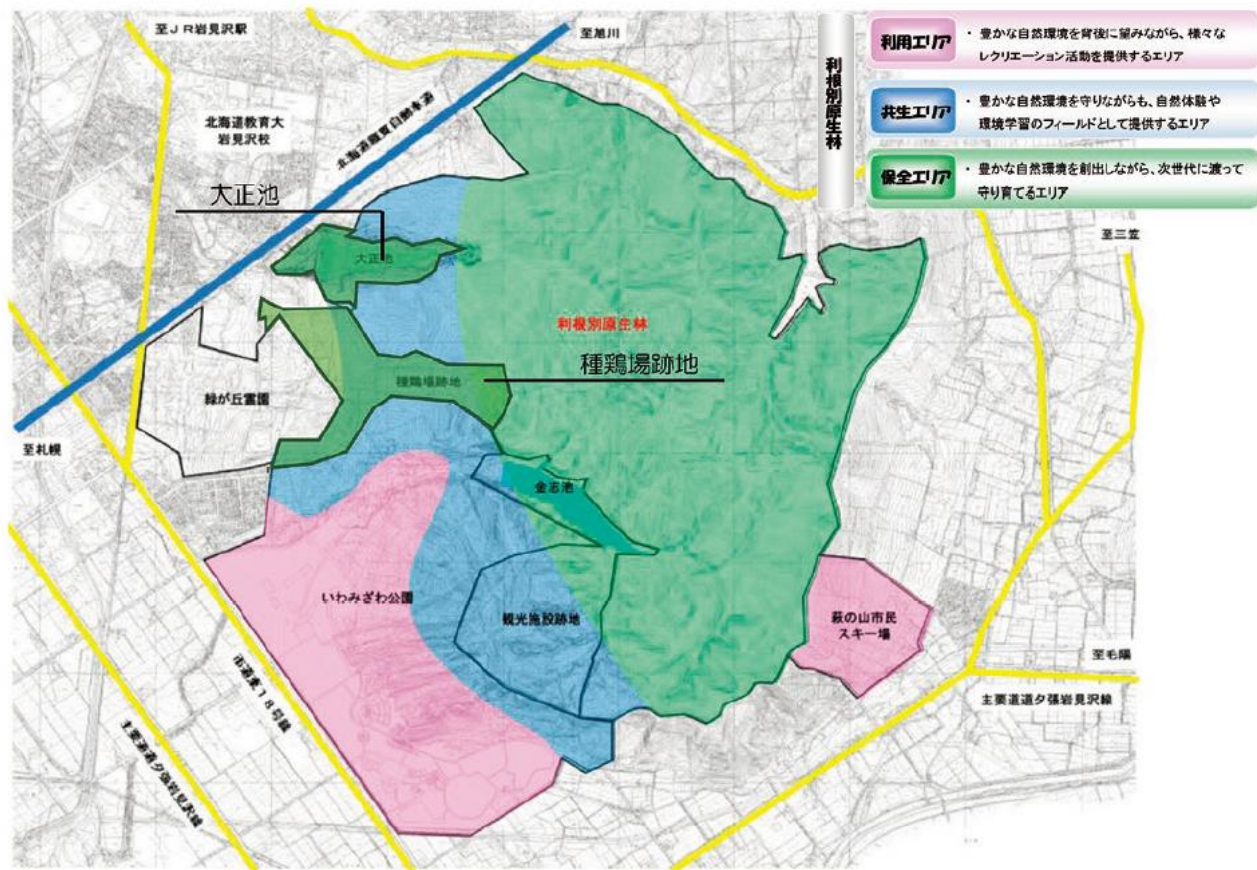 至ＪＲ岩見沢駅
至旭川
北海道縦貫自動車道
北海道教育大
岩見沢校
大正池
大正池
利根別原生林
利用エリア
・ 豊かな自然環境を背後に望みながら、様々な
レクリエーション活動を提供するエリア
共生エリア
・ 豊かな自然環境を守りながらも、自然体験や
環境学習のフィールドとして提供するエリア
保全エリア
・ 豊かな自然環境を創出しながら、次世代に渡って
守り育てるエリア
至三笠
利根別原生林
種鶏場跡地
種鶏場跡地
緑が丘霊園
至札幌
金志池
いわみざわ公園
観光施設跡地
萩の山市民
スキー場
至毛陽
主要道道夕張岩見沢線
市道東１８号線
主要道道夕張岩見沢線